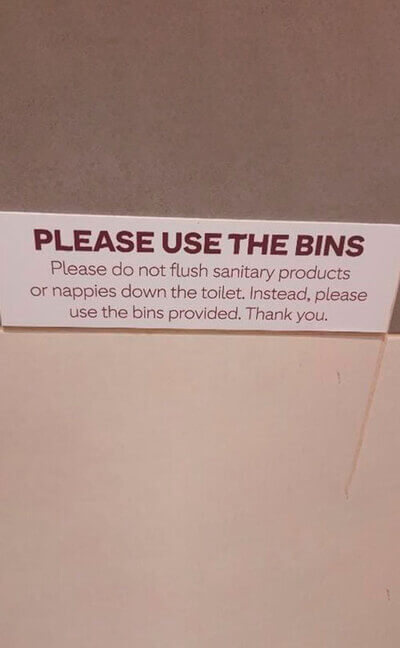 PLEASE USE THE BINS
Please do not flush sanitary products
or nappies down the toilet. Instead, please
use the bins provided. Thank you.